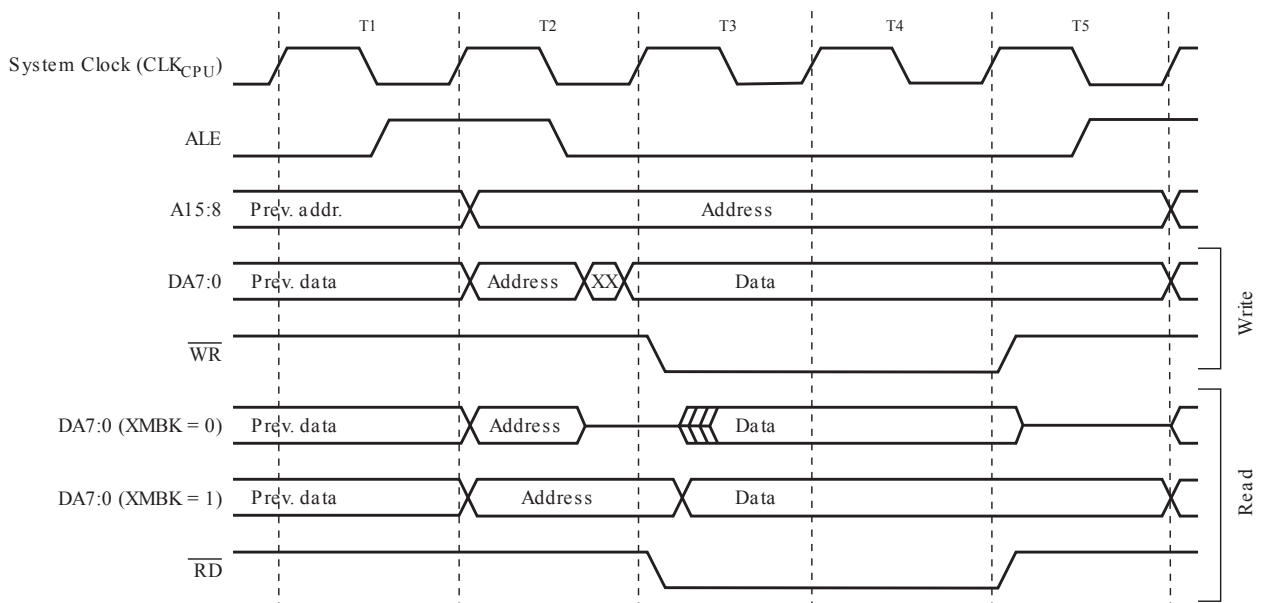 T1 T2 T3 T4 T5
System Clock (CLKCPU)
ALE
A15:8 Prev. addr. Address
DA7:0 Prev. data Address XX Data
WR
Write
DA7:0 (XMBK = 0) Prev. data Address Data
DA7:0 (XMBK = 1) Prev. data Address Data
RD
Read